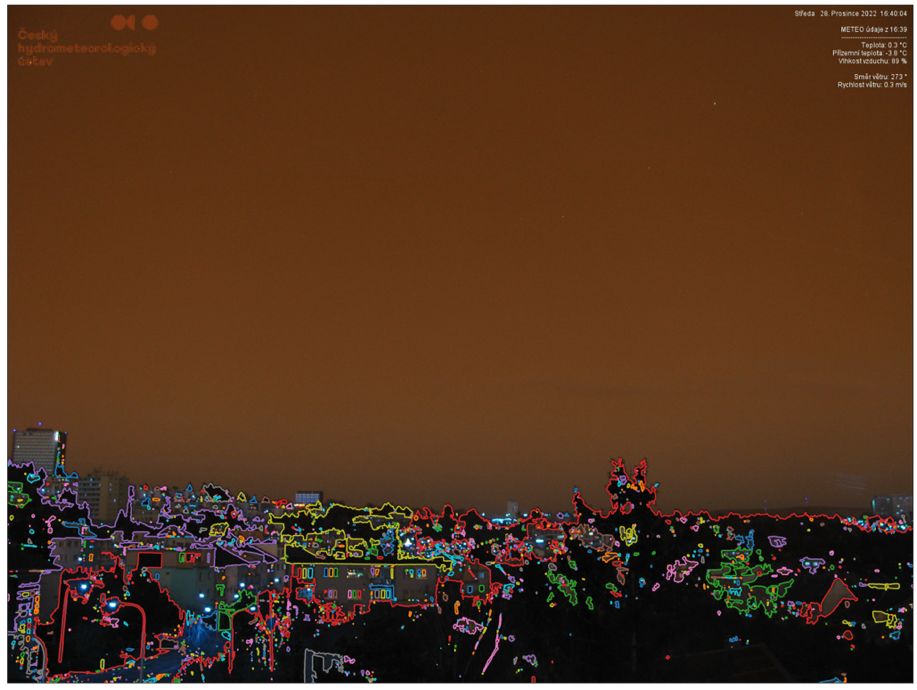 Český
hydrometeorologický
ústav
Středa 28. Prosince 2022 16:40:04
METEO údaje z 16:39
Teplota: 0.3 °C
Přízemní teplota: -3.8 °C
Vlhkost vzduchu: 89 %
Směr větru: 273 °
Rychlost větru: 0.3 m/s